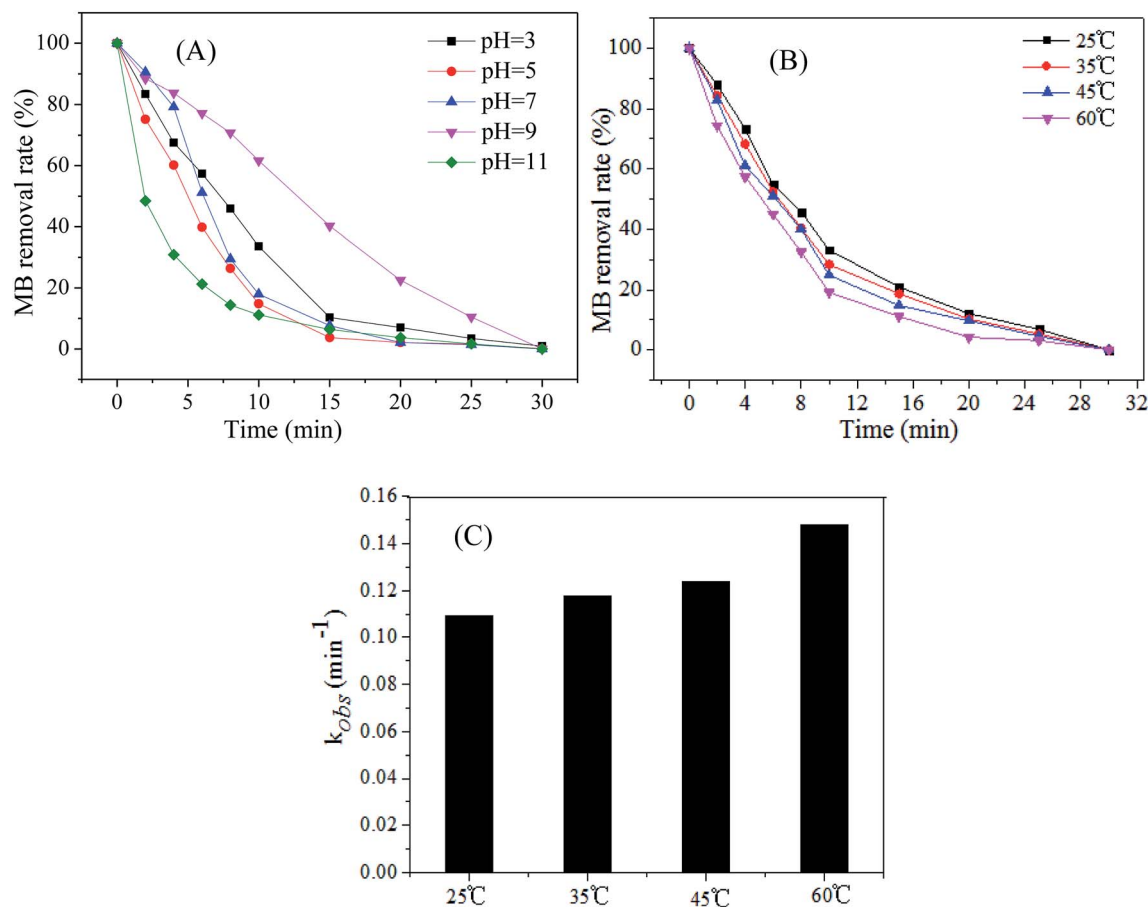 (A)
pH=3
pH=5
pH=7
pH=9
pH=11
MB removal rate (%)
100
80
60
40
20
0
0 5 10 15 20 25 30
Time (min)
(B)
25℃
35℃
45℃
60℃
MB removal rate (%)
100
80
60
40
20
0
0 4 8 12 16 20 24 28 32
Time (min)
(C)
k_obs (min⁻¹)
0.16
0.14
0.12
0.10
0.08
0.06
0.04
0.02
0.00
25℃ 35℃ 45℃ 60℃